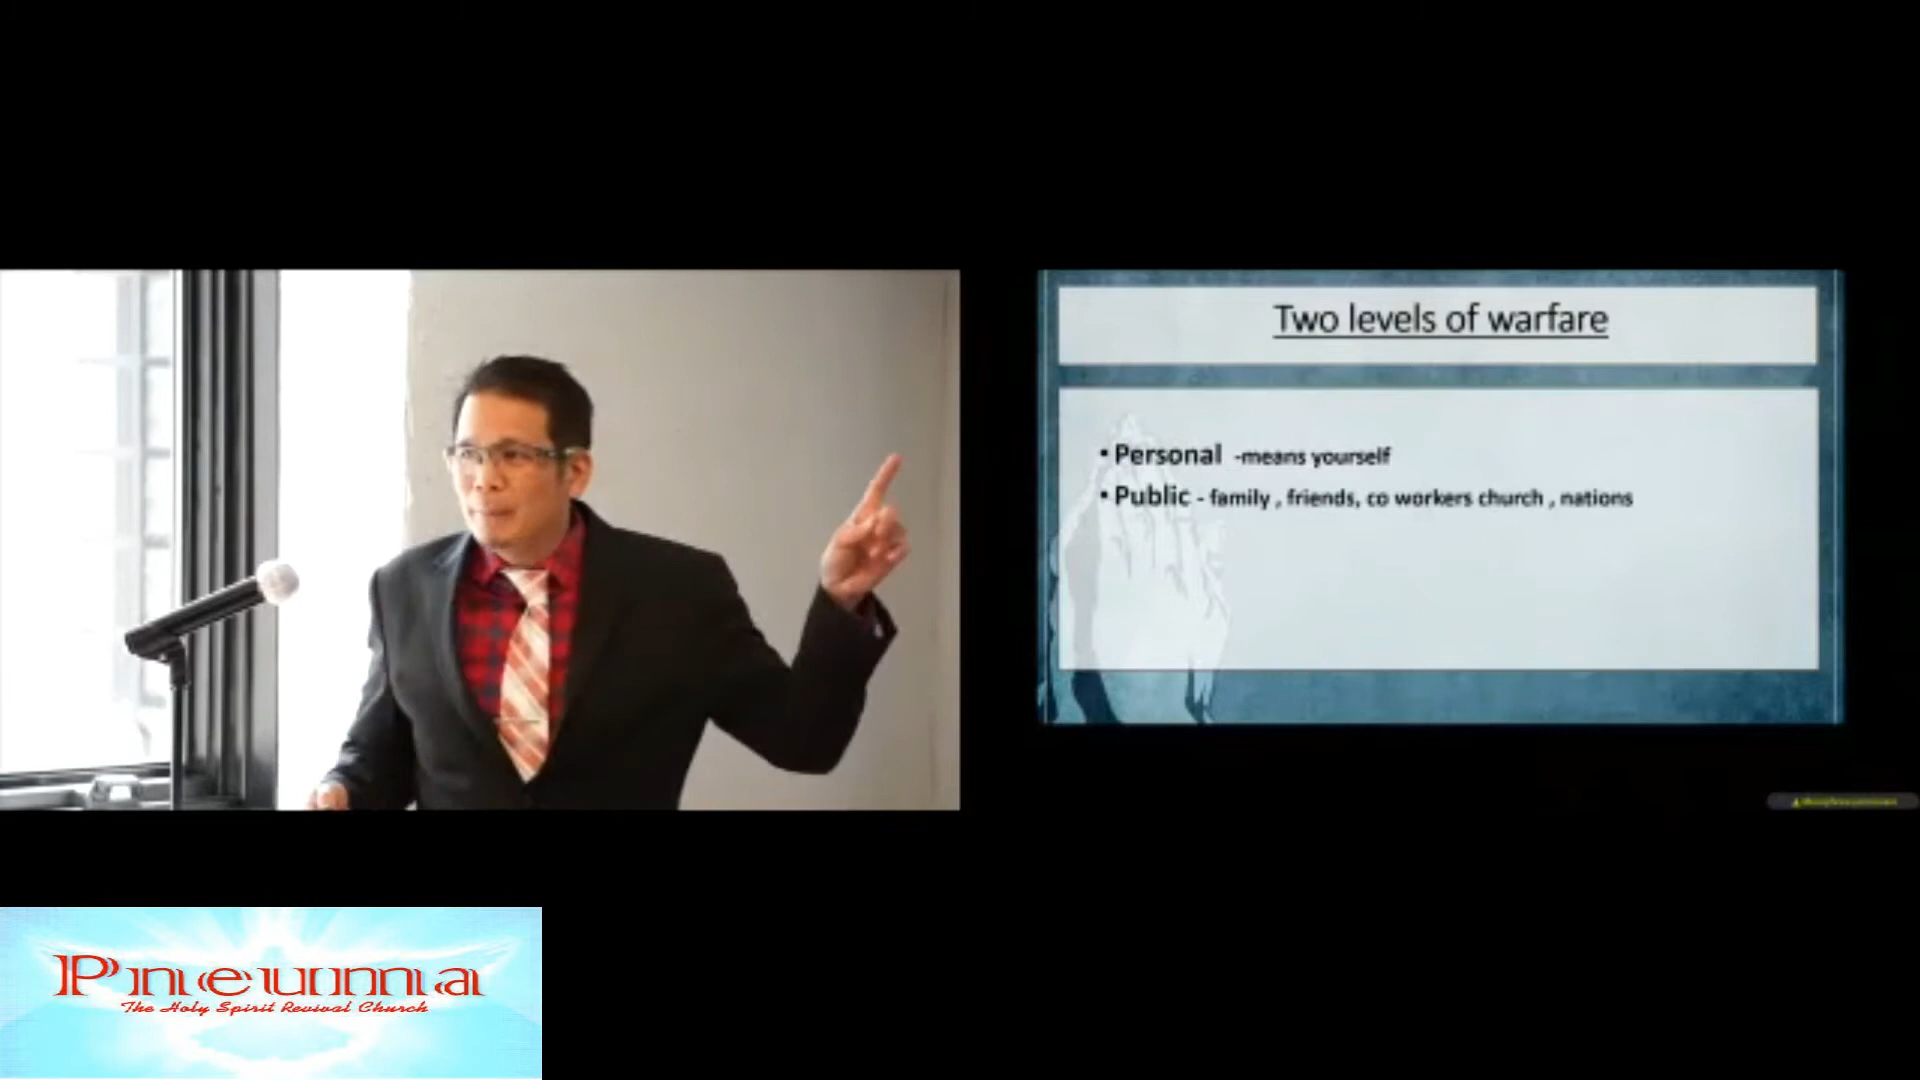 Two levels of warfare
• Personal -means yourself
• Public - family , friends, co workers church , nations
Pneuma
The Holy Spirit Revival Church